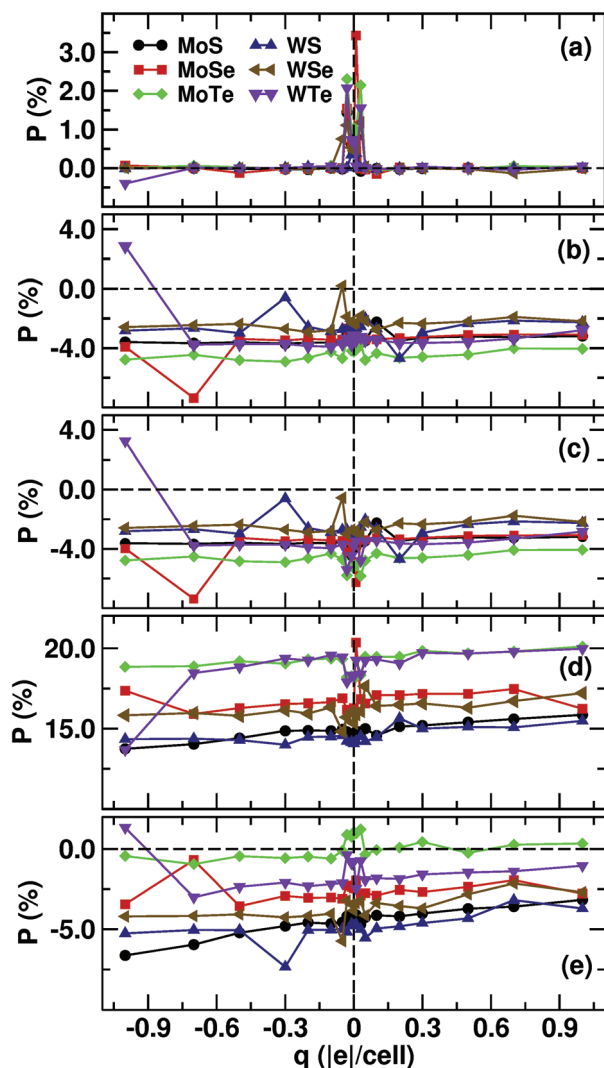 MoS WS (a)
MoSe WSe
MoTe WTe
P (%)
3.0
2.0
1.0
0.0
(b)
P (%)
4.0
0.0
-4.0
(c)
P (%)
4.0
0.0
-4.0
(d)
P (%)
20.0
15.0
P (%)
0.0
-5.0
(e)
-0.9 -0.6 -0.3 0 0.3 0.6 0.9
q (|e|/cell)